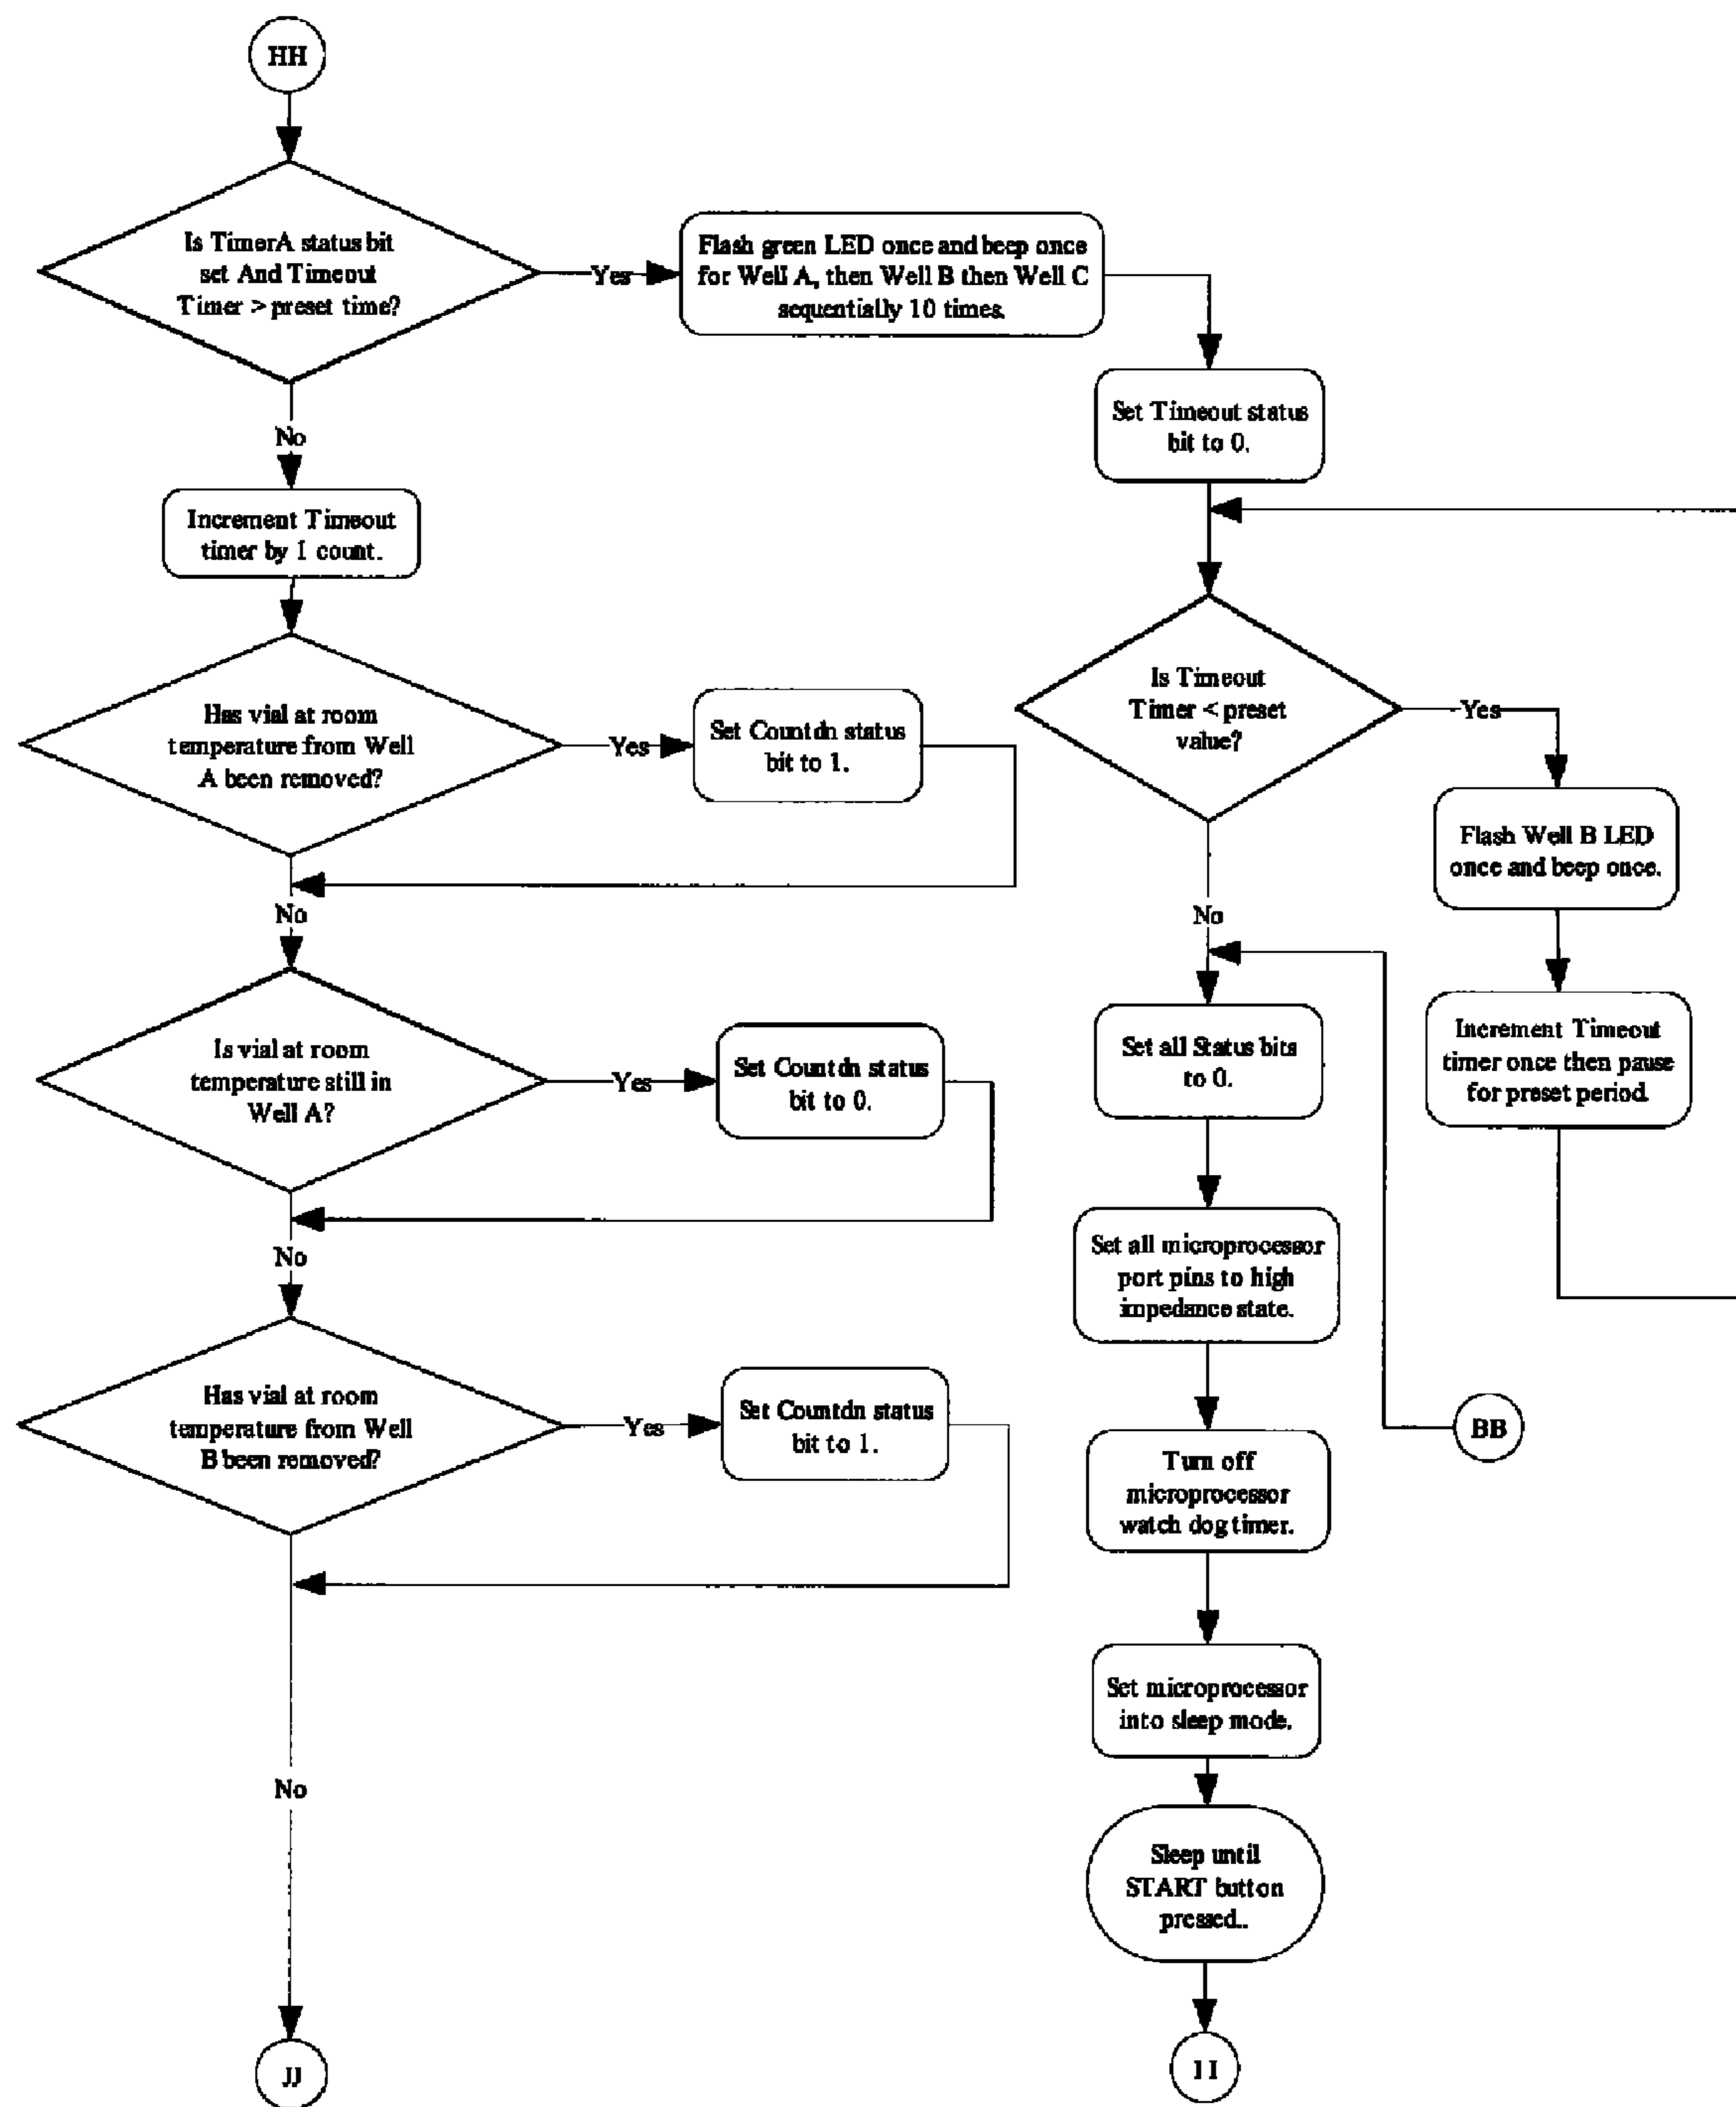 HH
Is TimerA status bit
set And Timeout
Timer > preset time?
Yes
Flash green LED once and beep once
for Well A, then Well B then Well C
sequentially 10 times.
Set Timeout status
bit to 0.
No
Increment Timeout
timer by 1 count.
Has vial at room
temperature from Well
A been removed?
Yes
Set Countdn status
bit to 1.
No
Is vial at room
temperature still in
Well A?
Yes
Set Countdn status
bit to 0.
No
Has vial at room
temperature from Well
B been removed?
Yes
Set Countdn status
bit to 1.
No
JJ
Is Timeout
Timer < preset
value?
Yes
Flash Well B LED
once and beep once.
Increment Timeout
timer once then pause
for preset period.
No
Set all Status bits
to 0.
Set all microprocessor
port pins to high
impedance state.
BB
Turn off
microprocessor
watch dog timer.
Set microprocessor
into sleep mode.
Sleep until
START button
pressed..
II